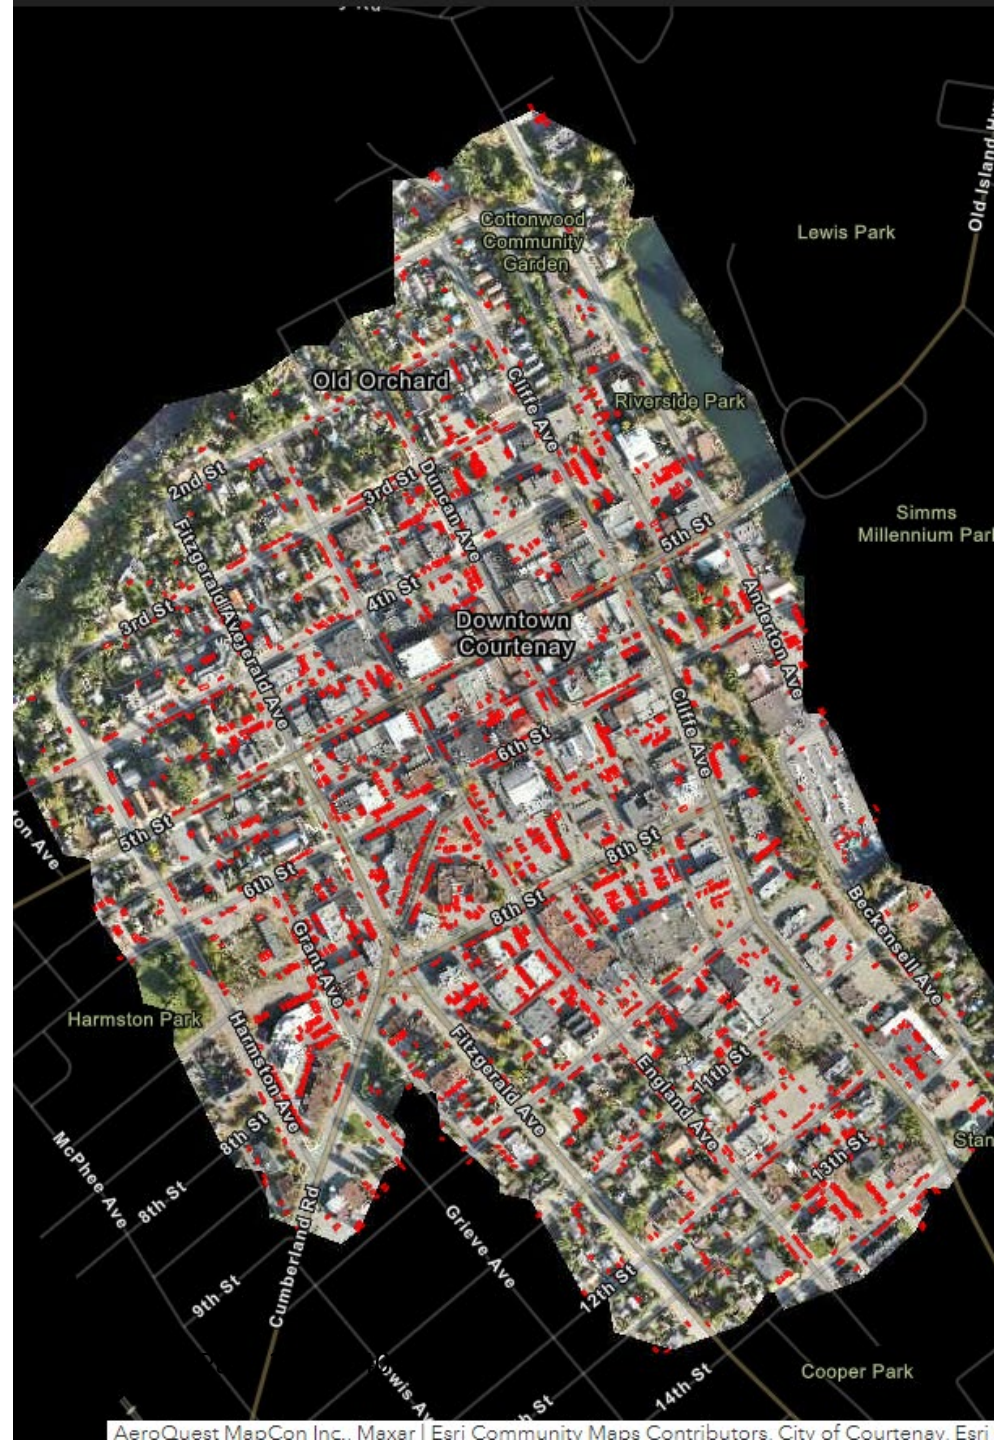 Old Island
Lewis Park
Cottonwood
Community
Garden
Old Orchard
Cliffe Ave
Riverside Park
2nd St
3rd St
Duncan Ave
Simms
Millennium Park
5th St
Fitzgerald Ave
4th St
3rd St
Fitzgerald Ave
Downtown
Courtenay
Anderton Ave
Cliffe Ave
6th St
5th St
8th St
6th St
8th St
Grant Ave
Beckensell Ave
Harmston Park
Harmston Ave
Fitzgerald Ave
England Ave
11th St
8th St
13th St
McPhee Ave
8th St
Cumberland Rd
Grieve Ave
9th St
12th St
Cooper Park
14th St
AeroQuest MapCon Inc., Maxar | Esri Community Maps Contributors, City of Courtenay, Esri